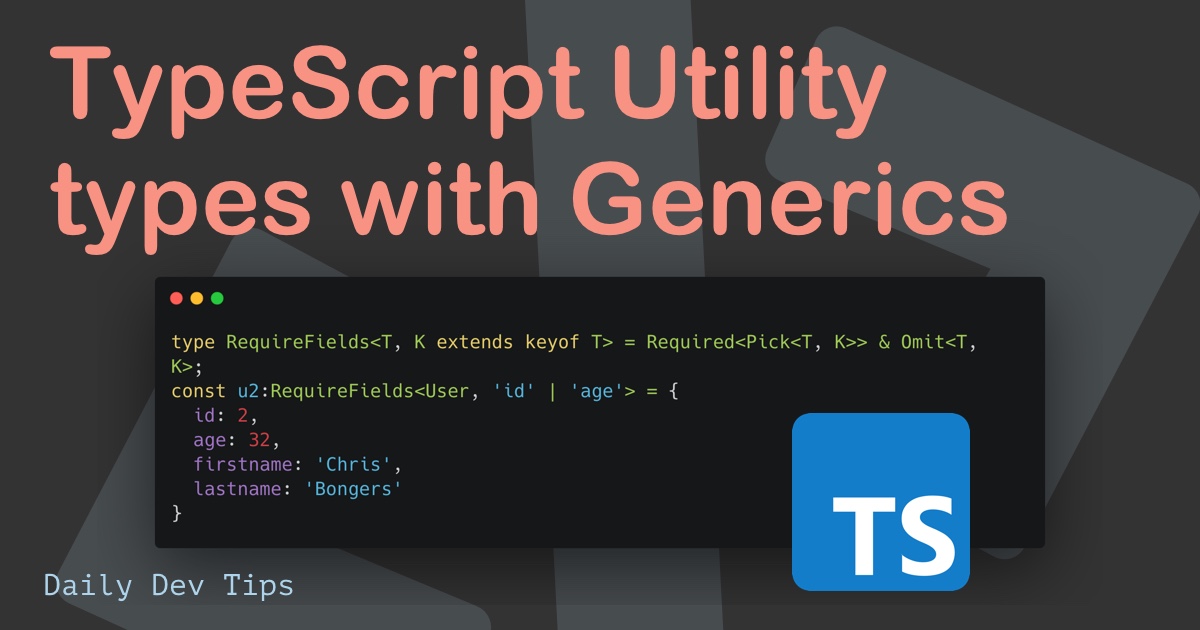 TypeScript Utility
types with Generics
type RequireFields<T, K extends keyof T> = Required<Pick<T, K>> & Omit<T,
K>;
const u2:RequireFields<User, 'id' | 'age'> = {
  id: 2,
  age: 32,
  firstname: 'Chris',
  lastname: 'Bongers'
}
TS
Daily Dev Tips